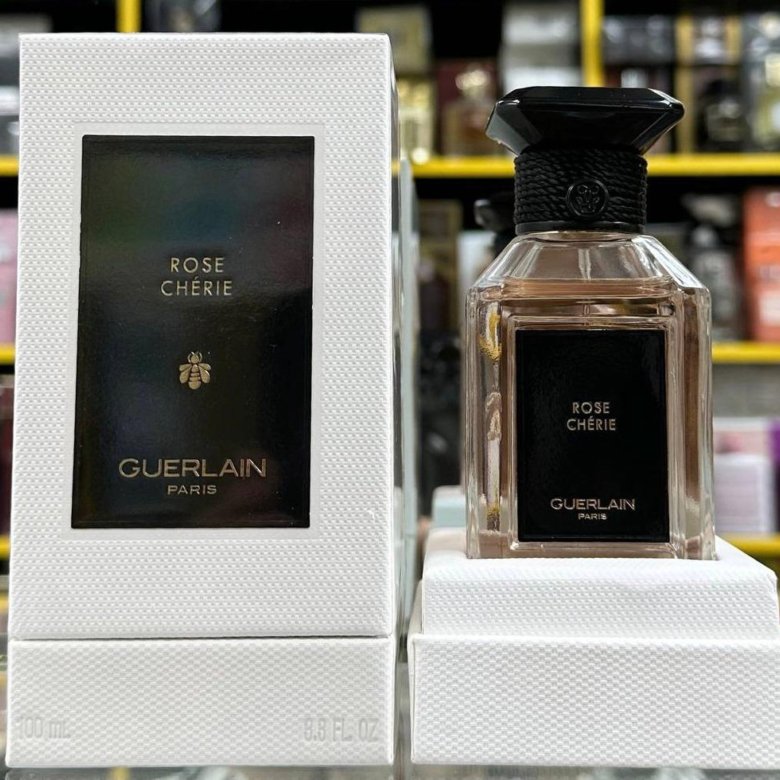 ROSE
CHÉRIE
GUERLAIN
PARIS
100 mL
3.3 FL. OZ
ROSE
CHÉRIE
GUERLAIN
PARIS